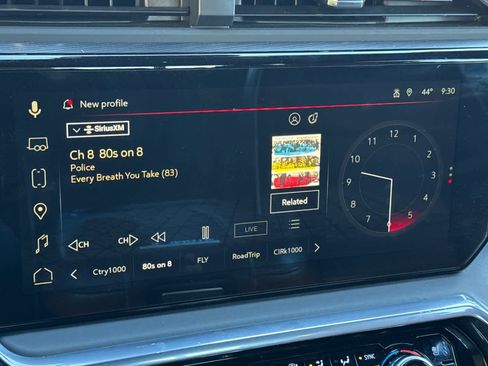 New profile
44° 9:30
SiriusXM
Ch 8 80s on 8
Police
Every Breath You Take (83)
Related
CH CH LIVE
Ctry1000 80s on 8 FLY RoadTrip ClRk1000
12
11 1
10 2
9 3
8 4
7 5
6
SYNC